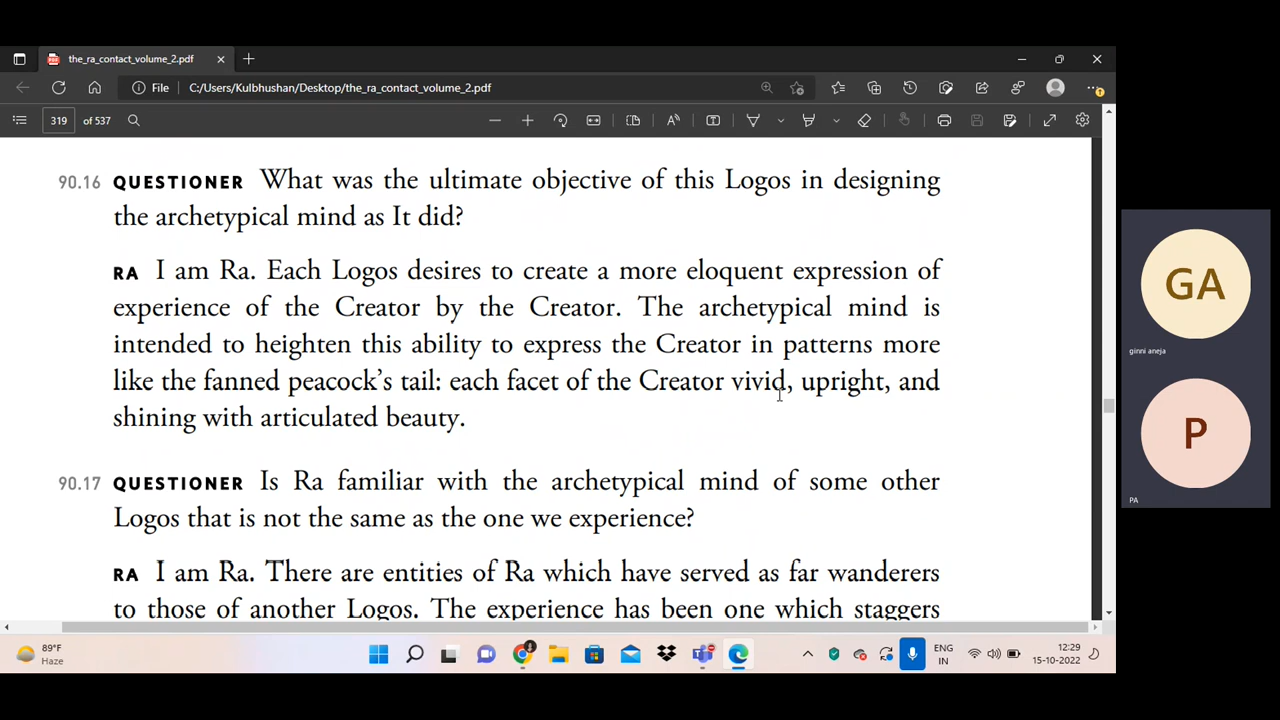 the_ra_contact_volume_2.pdf
File C:/Users/Kulbhushan/Desktop/the_ra_contact_volume_2.pdf
319 of 537
90.16 QUESTIONER What was the ultimate objective of this Logos in designing
the archetypical mind as It did?
RA I am Ra. Each Logos desires to create a more eloquent expression of
experience of the Creator by the Creator. The archetypical mind is
intended to heighten this ability to express the Creator in patterns more
like the fanned peacock’s tail: each facet of the Creator vivid, upright, and
shining with articulated beauty.
90.17 QUESTIONER Is Ra familiar with the archetypical mind of some other
Logos that is not the same as the one we experience?
RA I am Ra. There are entities of Ra which have served as far wanderers
to those of another Logos. The experience has been one which staggers
GA
ginni aneja
P
PA
89°F
Haze
ENG
IN
12:29
15-10-2022